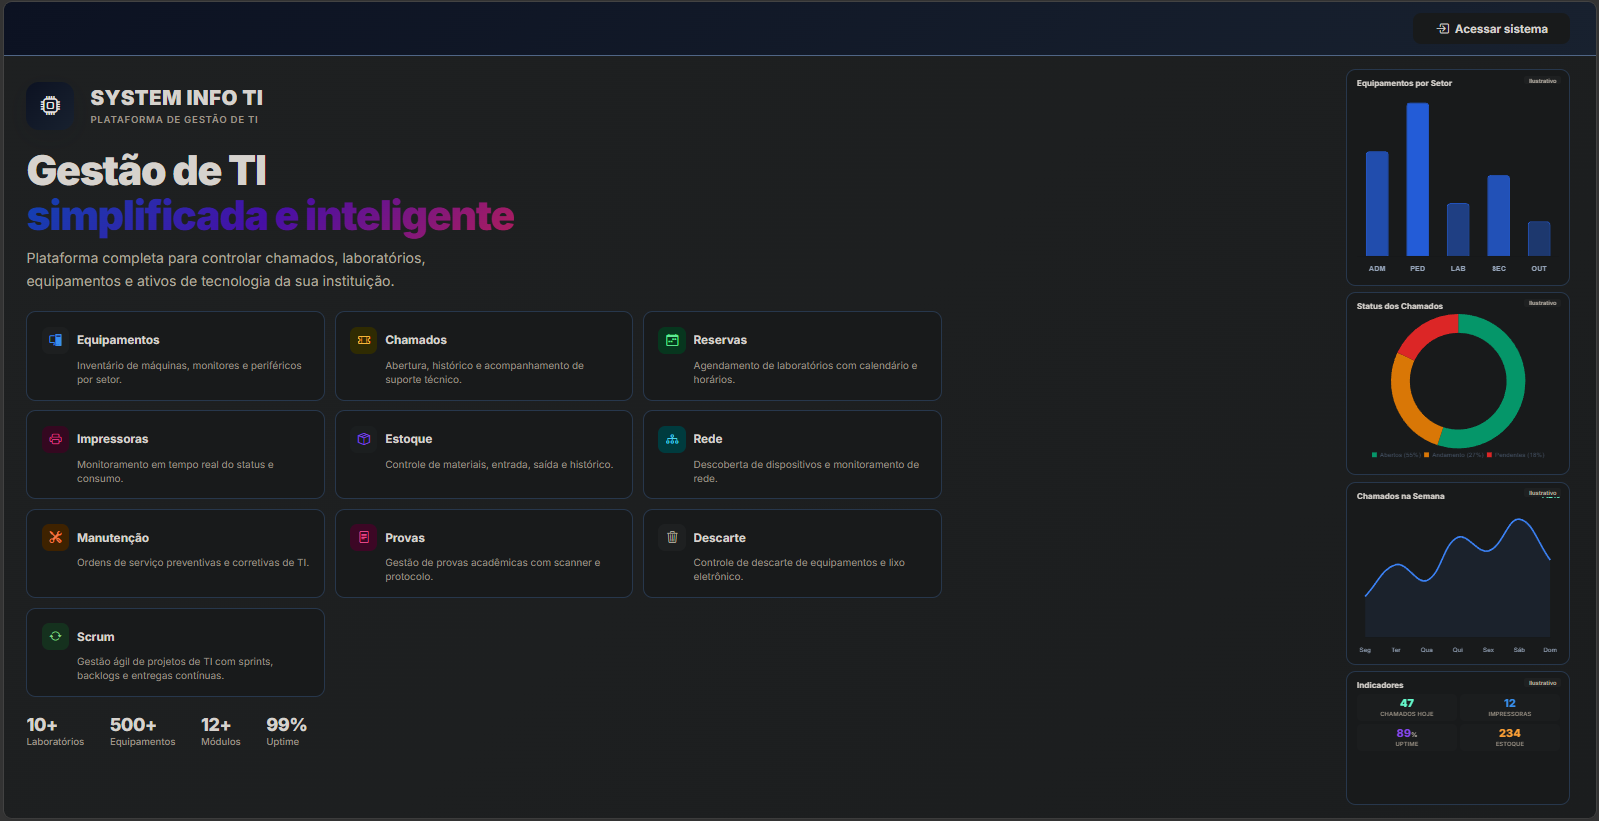 Acessar sistema
SYSTEM INFO TI
PLATAFORMA DE GESTÃO DE TI
Gestão de TI
simplificada e inteligente
Plataforma completa para controlar chamados, laboratórios,
equipamentos e ativos de tecnologia da sua instituição.
Equipamentos
Inventário de máquinas, monitores e periféricos
por setor.
Chamados
Abertura, histórico e acompanhamento de
suporte técnico.
Reservas
Agendamento de laboratórios com calendário e
horários.
Impressoras
Monitoramento em tempo real do status e
consumo.
Estoque
Controle de materiais, entrada, saída e histórico.
Rede
Descoberta de dispositivos e monitoramento de
rede.
Manutenção
Ordens de serviço preventivas e corretivas de TI.
Provas
Gestão de provas acadêmicas com scanner e
protocolo.
Descarte
Controle de descarte de equipamentos e lixo
eletrônico.
Scrum
Gestão ágil de projetos de TI com sprints,
backlogs e entregas contínuas.
10+ 500+ 12+ 99%
Laboratórios Equipamentos Módulos Uptime
Equipamentos por Setor Ilustrativo
ADM PED LAB SEC OUT
Status dos Chamados Ilustrativo
Abertos (55%) Andamento (27%) Pendentes (18%)
Chamados na Semana Ilustrativo
Seg Ter Qua Qui Sex Sáb Dom
Indicadores Ilustrativo
47 12
CHAMADOS HOJE IMPRESSORAS
89% 234
UPTIME ESTOQUE